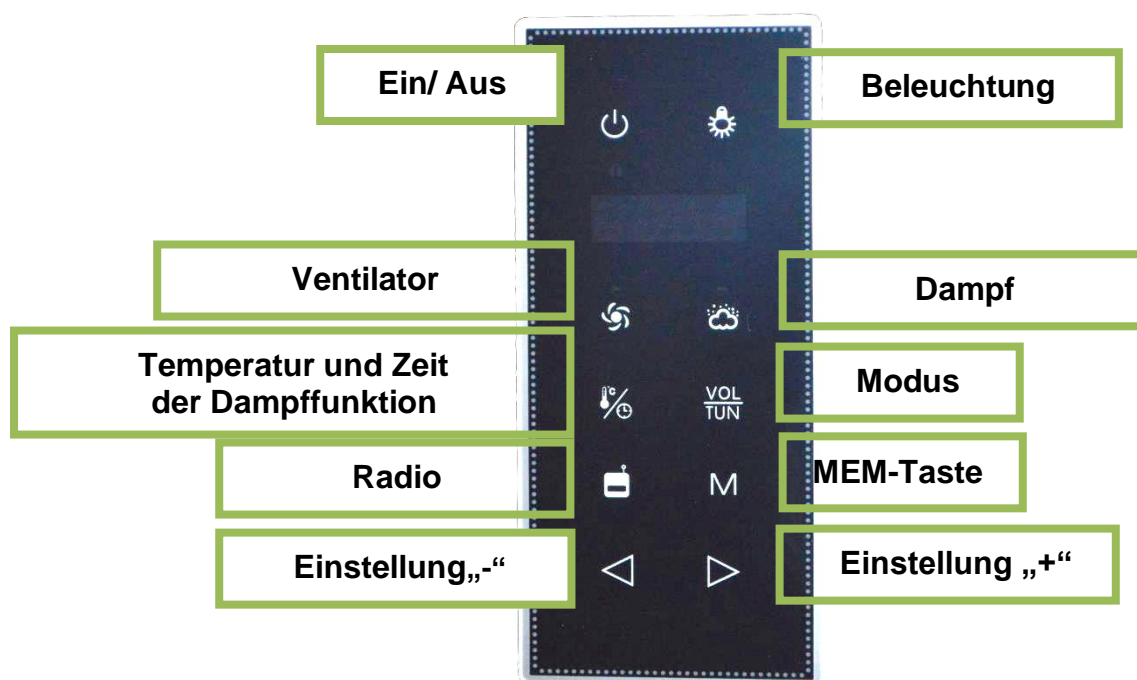 Ein/ Aus
Beleuchtung
Ventilator
Dampf
Temperatur und Zeit
der Dampffunktion
°C
VOL
TUN
Modus
Radio
M
MEM-Taste
Einstellung„-“
Einstellung „+“